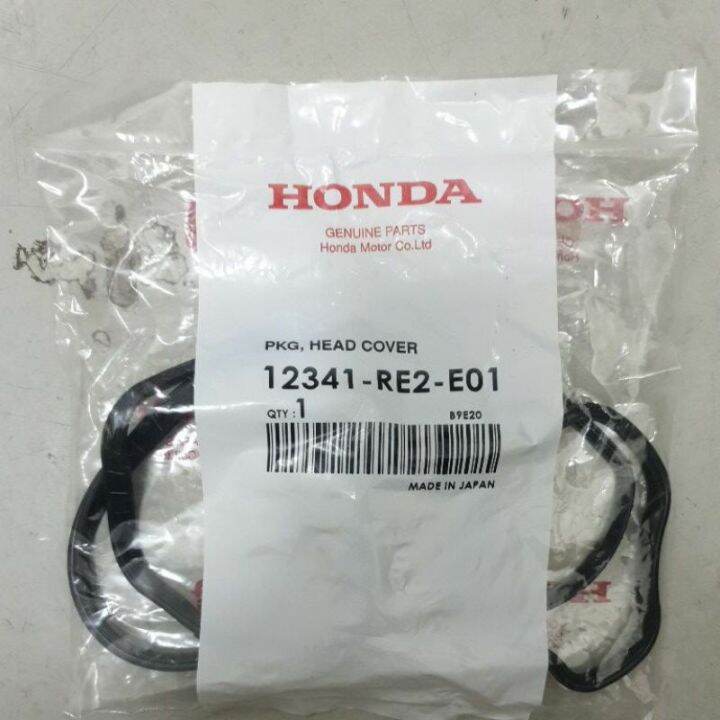 HONDA
GENUINE PARTS
Honda Motor Co.Ltd
PKG, HEAD COVER
12341-RE2-E01
QTY : 1 B9E20
MADE IN JAPAN